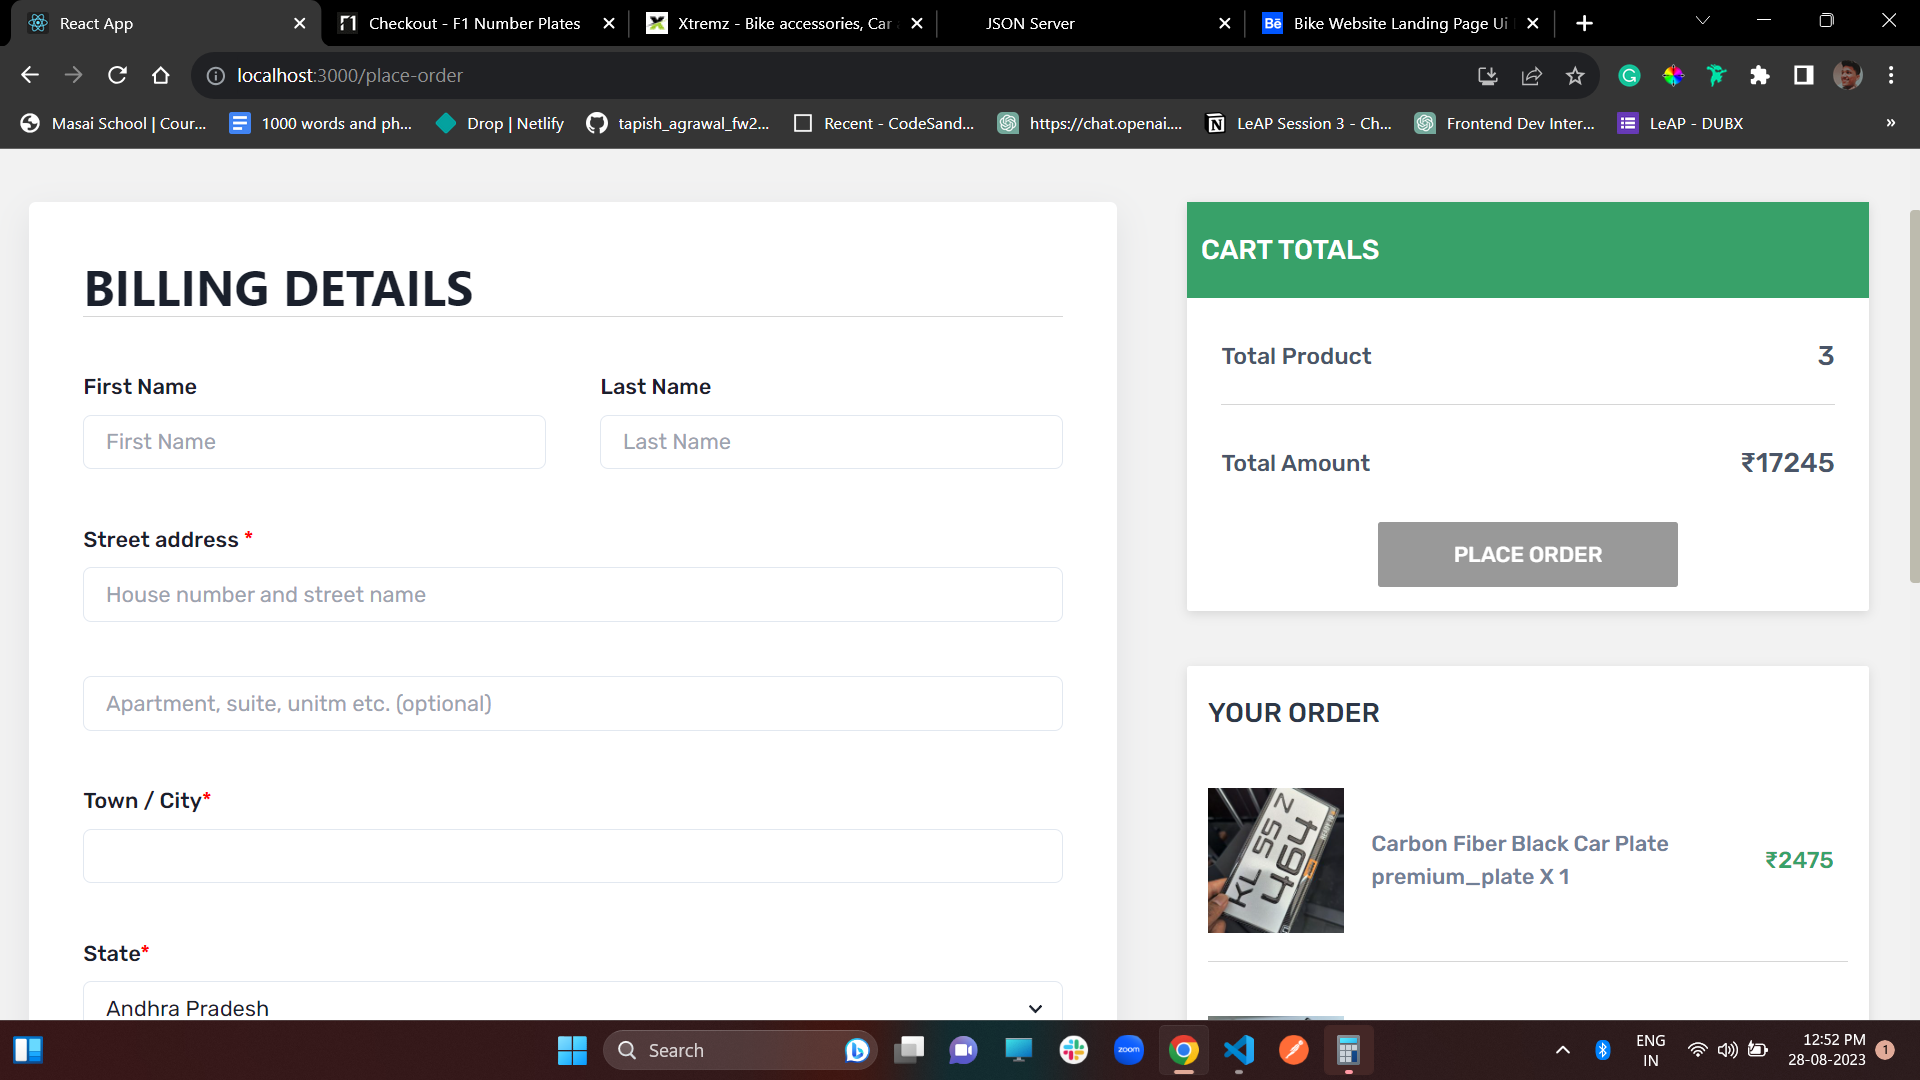 React App
Checkout - F1 Number Plates
Xtremz - Bike accessories, Car
JSON Server
Bē Bike Website Landing Page Ui
localhost:3000/place-order
Masai School | Cour...
1000 words and ph...
Drop | Netlify
tapish_agrawal_fw2...
Recent - CodeSand...
https://chat.openai....
LeAP Session 3 - Ch...
Frontend Dev Inter...
LeAP - DUBX
»
BILLING DETAILS
First Name
Last Name
First Name
Last Name
Street address *
House number and street name
Apartment, suite, unitm etc. (optional)
Town / City*
State*
Andhra Pradesh
CART TOTALS
Total Product 3
Total Amount ₹17245
PLACE ORDER
YOUR ORDER
KL 55 Z
464
Carbon Fiber Black Car Plate
premium_plate X 1
₹2475
Search
zoom
ENG
IN
12:52 PM
28-08-2023
1